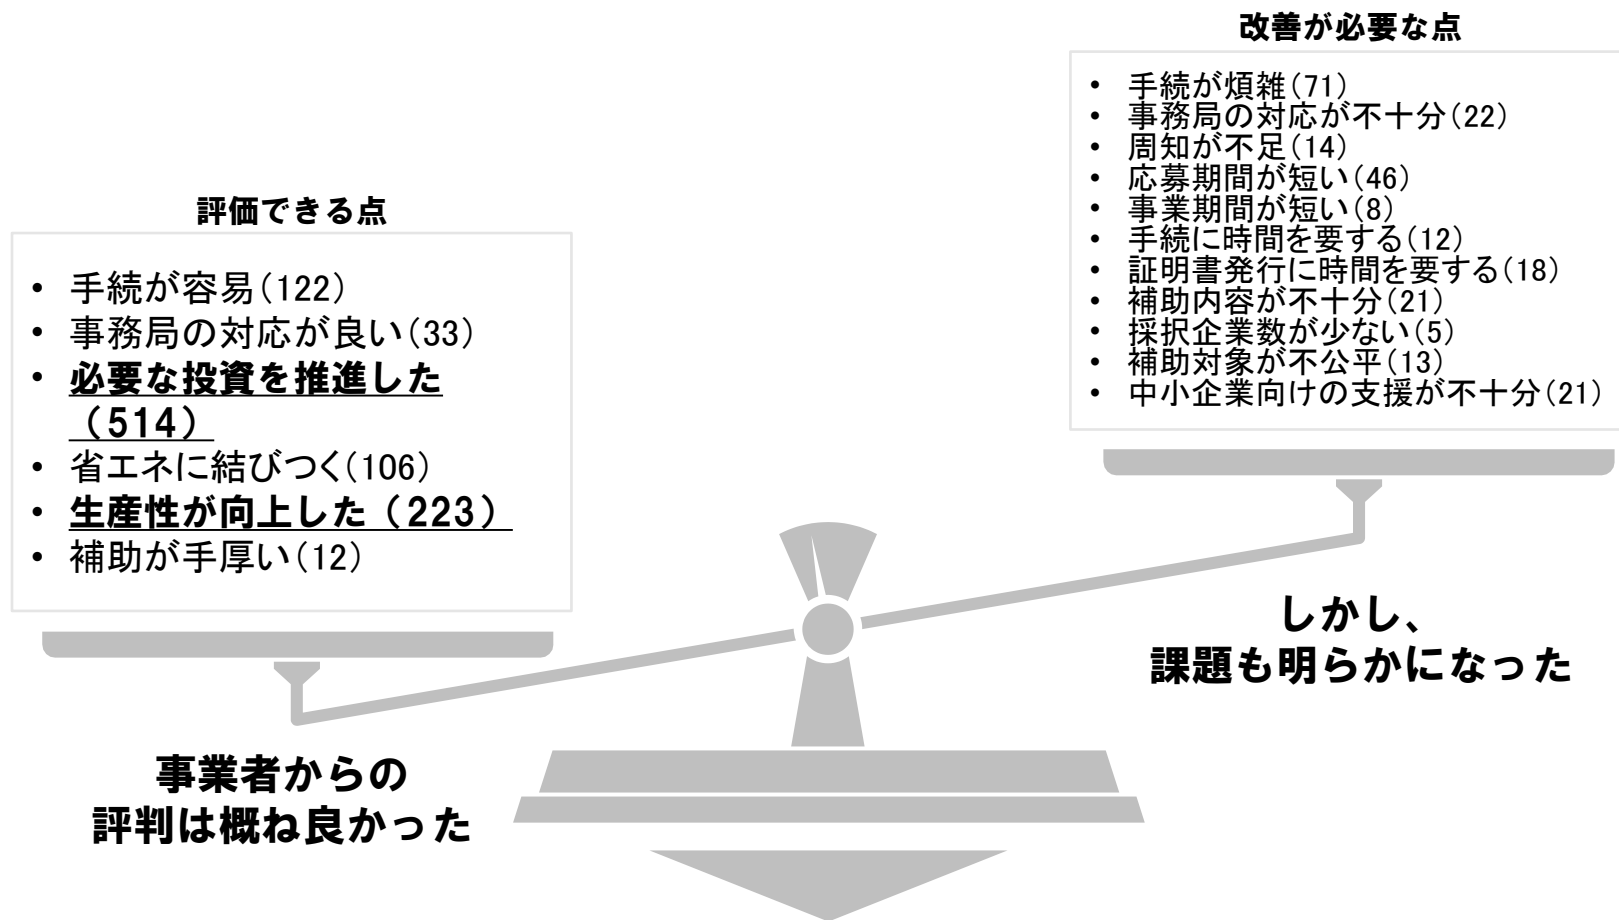 評価できる点
• 手続が容易(122)
• 事務局の対応が良い(33)
• 必要な投資を推進した
（514）
• 省エネに結びつく(106)
• 生産性が向上した（223）
• 補助が手厚い(12)
事業者からの
評判は概ね良かった
改善が必要な点
• 手続が煩雑(71)
• 事務局の対応が不十分(22)
• 周知が不足(14)
• 応募期間が短い(46)
• 事業期間が短い(8)
• 手続に時間を要する(12)
• 証明書発行に時間を要する(18)
• 補助内容が不十分(21)
• 採択企業数が少ない(5)
• 補助対象が不公平(13)
• 中小企業向けの支援が不十分(21)
しかし、
課題も明らかになった